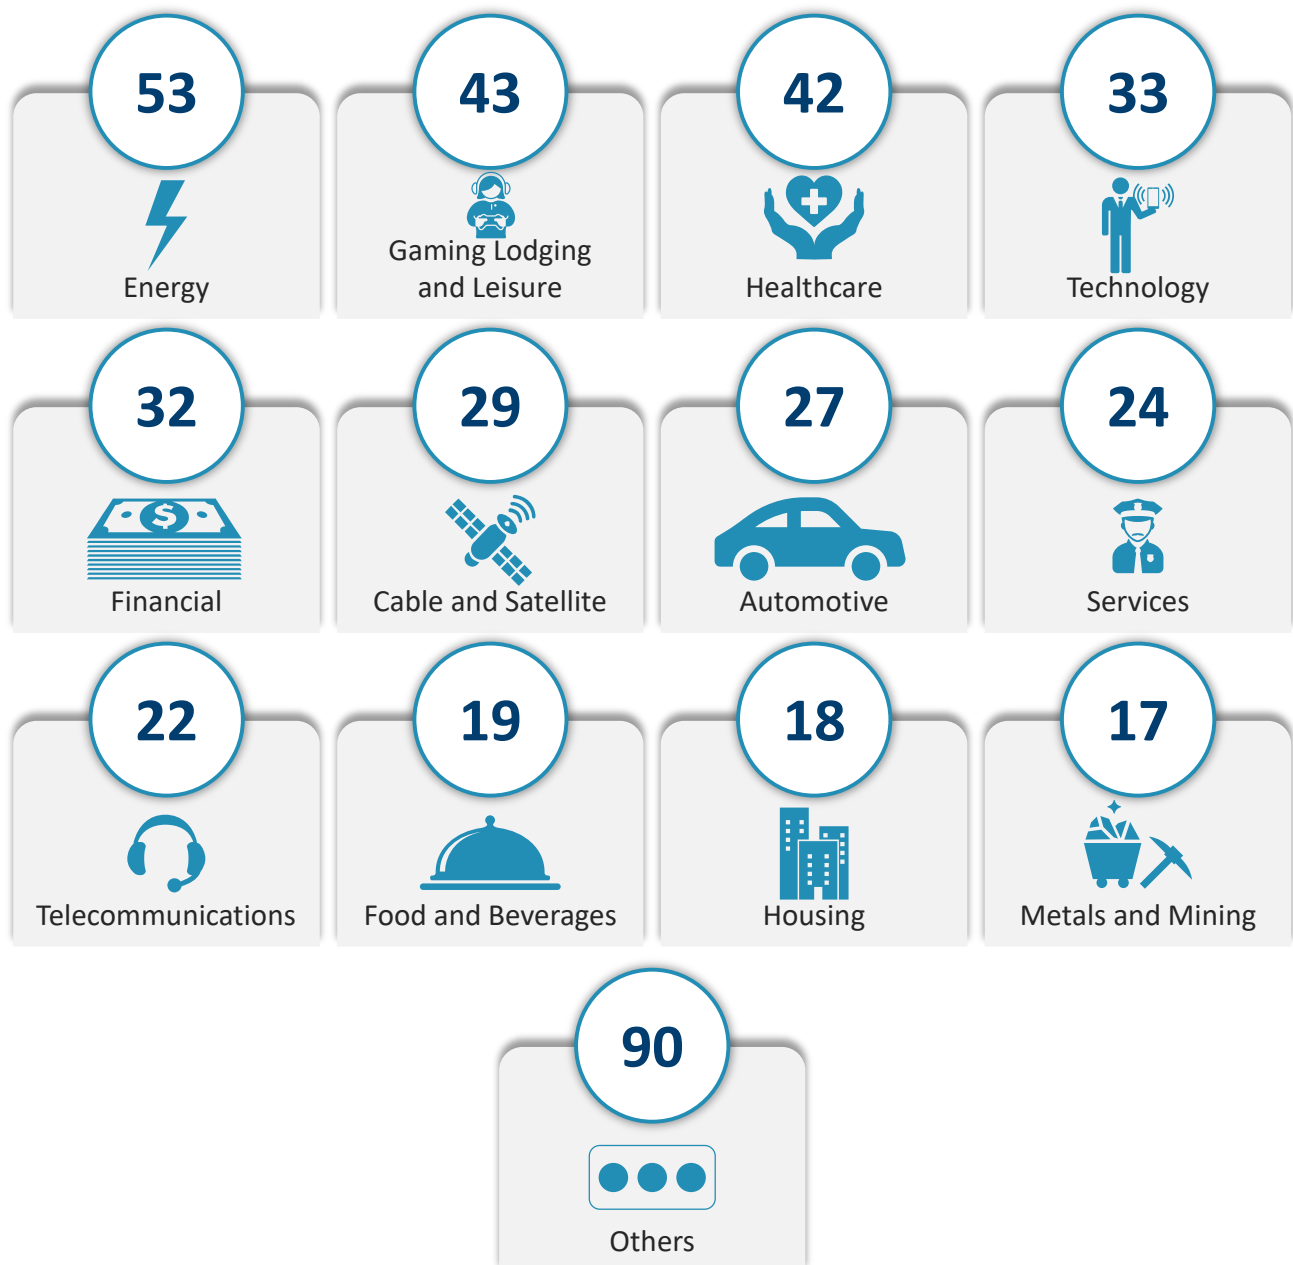 53
43
42
33
Energy
Gaming Lodging
and Leisure
Healthcare
Technology
32
29
27
24
$
Financial
Cable and Satellite
Automotive
Services
22
19
18
17
Telecommunications
Food and Beverages
Housing
Metals and Mining
90
Others